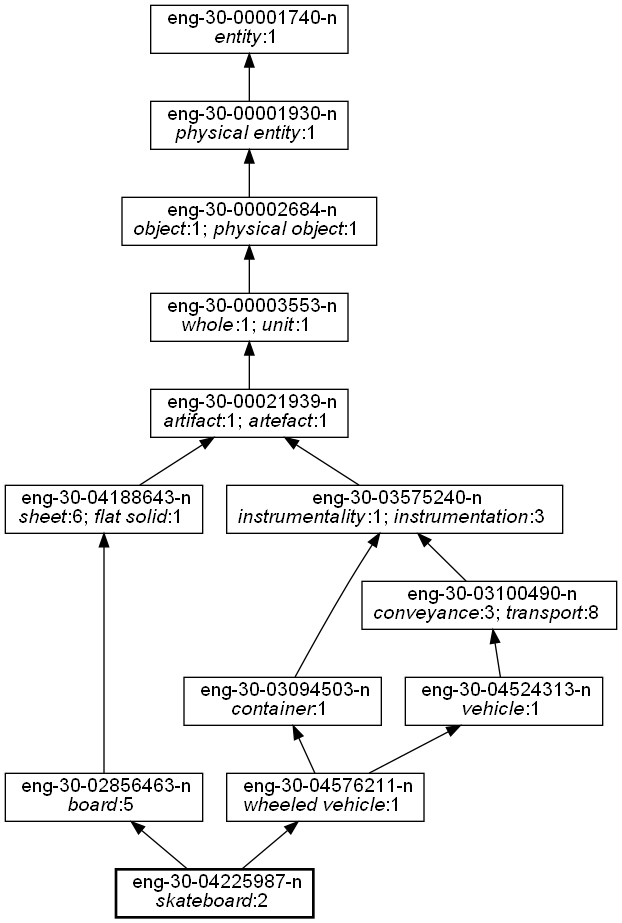 eng-30-00001740-n
entity:1
eng-30-00001930-n
physical entity:1
eng-30-00002684-n
object:1; physical object:1
eng-30-00003553-n
whole:1; unit:1
eng-30-00021939-n
artifact:1; artefact:1
eng-30-04188643-n
sheet:6; flat solid:1
eng-30-03575240-n
instrumentality:1; instrumentation:3
eng-30-03100490-n
conveyance:3; transport:8
eng-30-03094503-n
container:1
eng-30-04524313-n
vehicle:1
eng-30-02856463-n
board:5
eng-30-04576211-n
wheeled vehicle:1
eng-30-04225987-n
skateboard:2